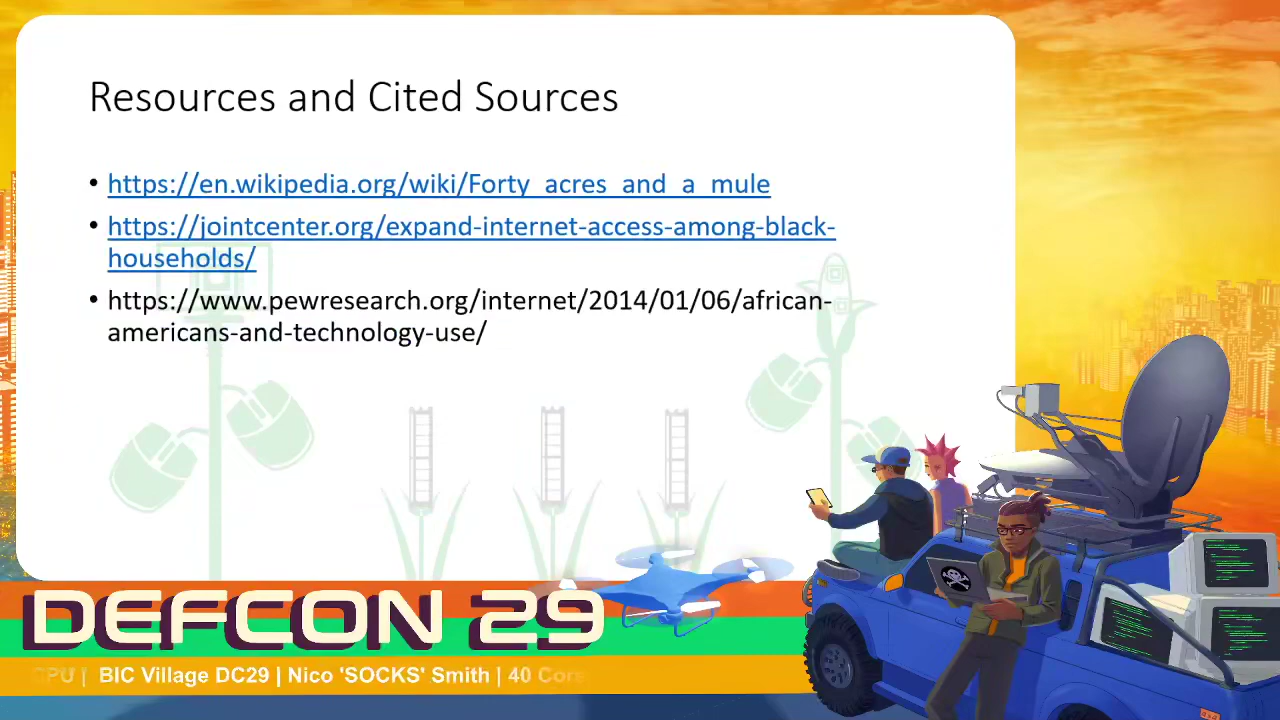 Resources and Cited Sources
• https://en.wikipedia.org/wiki/Forty_acres_and_a_mule
• https://jointcenter.org/expand-internet-access-among-black-
households/
• https://www.pewresearch.org/internet/2014/01/06/african-
americans-and-technology-use/
DEFCON 29
CPU | BIC Village DC29 | Nico 'SOCKS' Smith | 40 Core